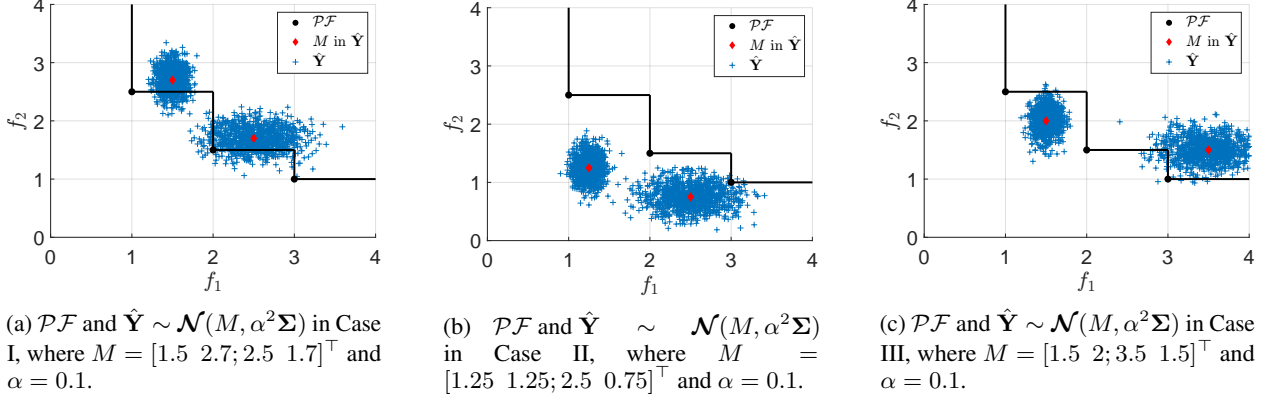 4
3
2
1
0
f₂
0 1 2 3 4
f₁
𝒫ℱ
M in Ŷ
Ŷ
4
3
2
1
0
f₂
0 1 2 3 4
f₁
𝒫ℱ
M in Ŷ
Ŷ
4
3
2
1
0
f₂
0 1 2 3 4
f₁
𝒫ℱ
M in Ŷ
Ŷ
(a) 𝒫ℱ and Ŷ ∼ 𝓝(M, α²Σ) in Case
I, where M = [1.5 2.7; 2.5 1.7]⊤ and
α = 0.1.
(b) 𝒫ℱ and Ŷ ∼ 𝓝(M, α²Σ)
in Case II, where M =
[1.25 1.25; 2.5 0.75]⊤ and α = 0.1.
(c) 𝒫ℱ and Ŷ ∼ 𝓝(M, α²Σ) in Case
III, where M = [1.5 2; 3.5 1.5]⊤ and
α = 0.1.